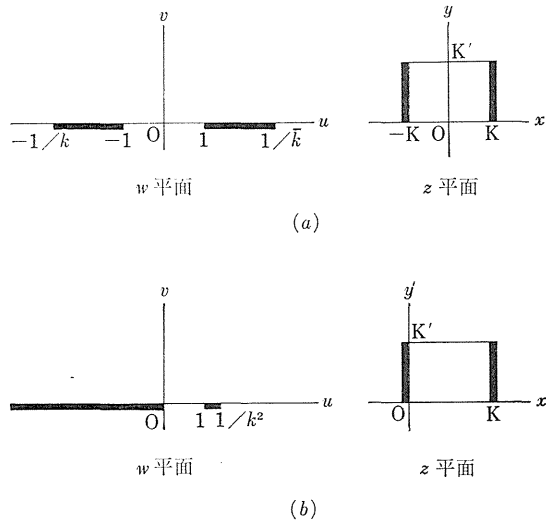 v
u
O
−1/k −1 1 1/k
w 平面
y
K′
x
−K O K
z 平面
(a)
v
u
O 1 1/k²
w 平面
y′
K′
x
O K
z 平面
(b)